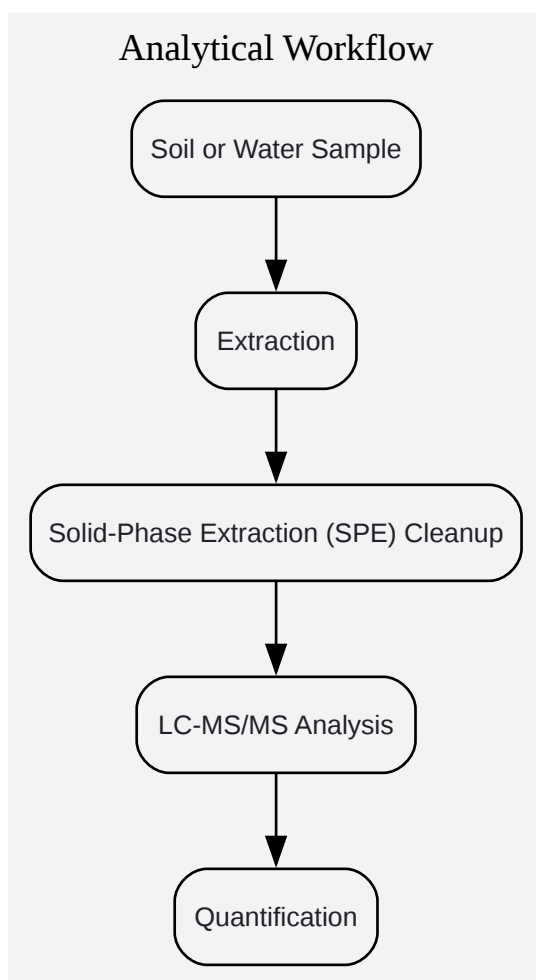 Analytical Workflow
Soil or Water Sample
Extraction
Solid-Phase Extraction (SPE) Cleanup
LC-MS/MS Analysis
Quantification